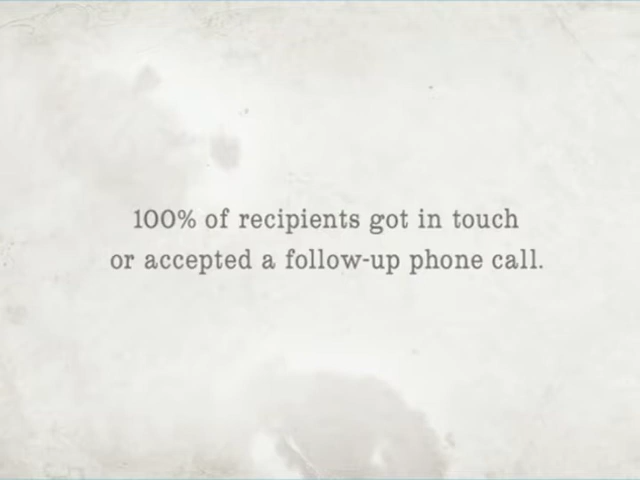 100% of recipients got in touch
or accepted a follow-up phone call.